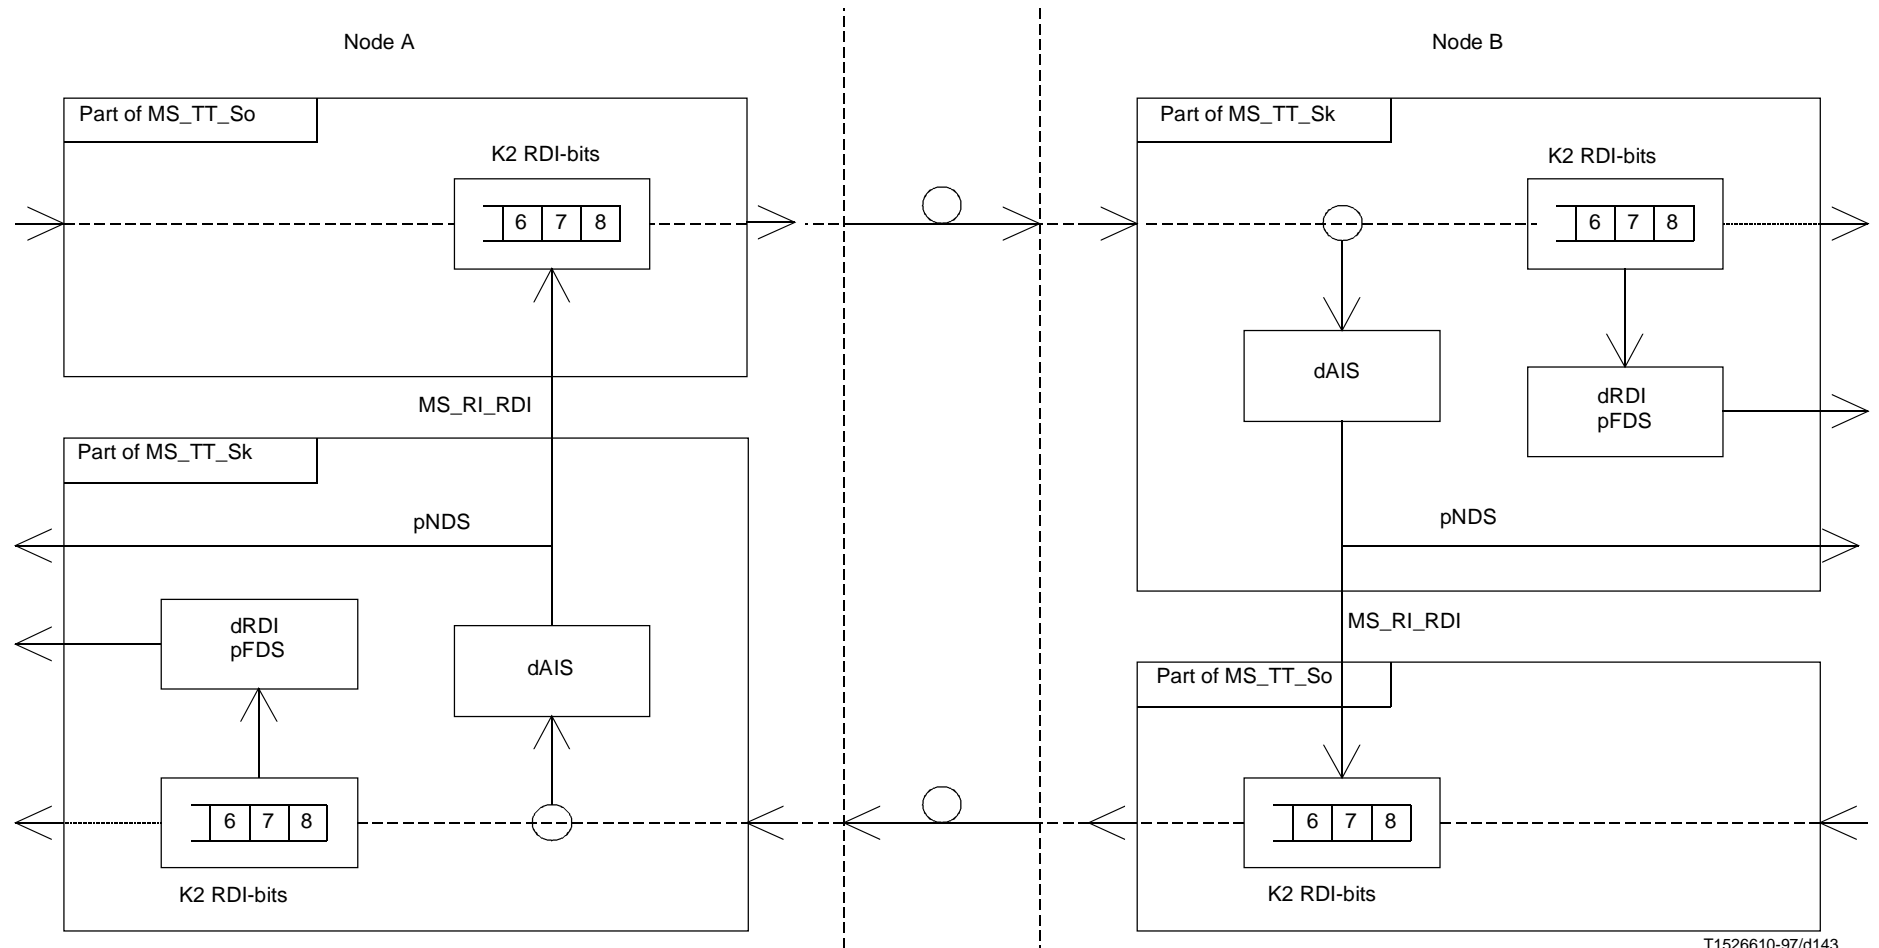 Node A
Node B
Part of MS_TT_So
K2 RDI-bits
6 7 8
Part of MS_TT_Sk
K2 RDI-bits
6 7 8
dAIS
dRDI
pFDS
MS_RI_RDI
Part of MS_TT_Sk
pNDS
dRDI
pFDS
dAIS
6 7 8
K2 RDI-bits
pNDS
MS_RI_RDI
Part of MS_TT_So
6 7 8
K2 RDI-bits
T1526610-97/d143